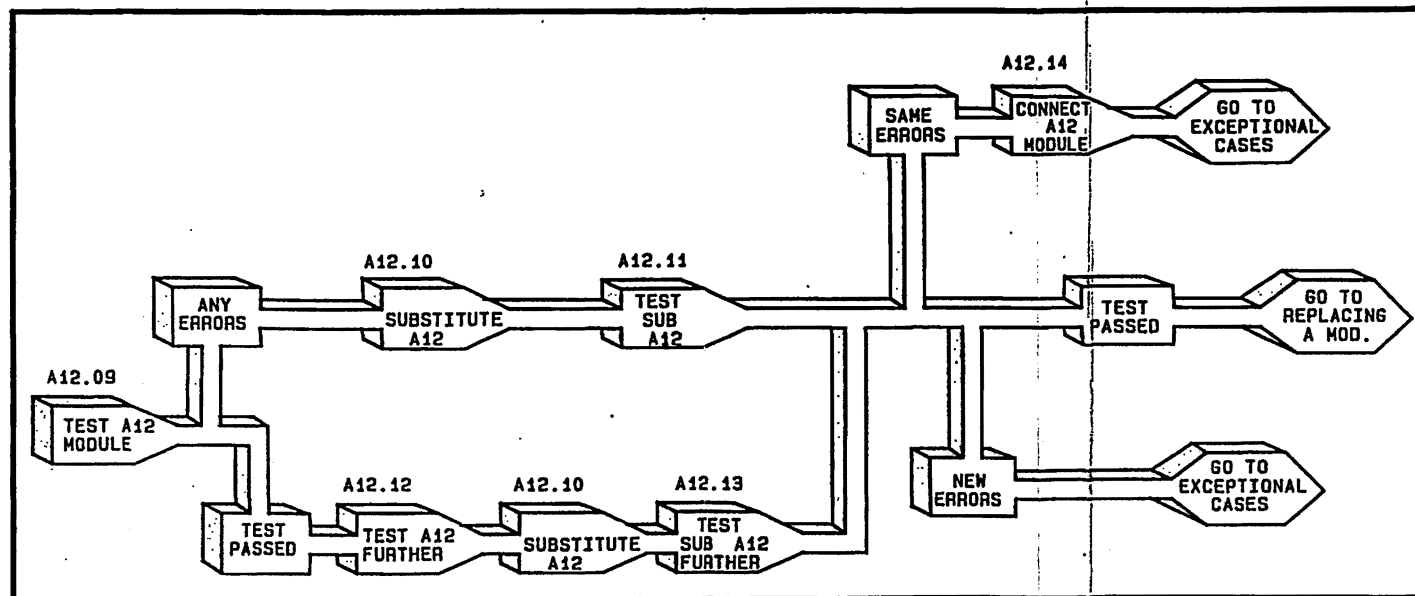 A12.14
SAME
ERRORS
CONNECT
A12
MODULE
GO TO
EXCEPTIONAL
CASES
A12.10
A12.11
ANY
ERRORS
SUBSTITUTE
A12
TEST
SUB
A12
TEST
PASSED
GO TO
REPLACING
A MOD.
A12.09
TEST A12
MODULE
A12.12
A12.10
A12.13
TEST
PASSED
TEST A12
FURTHER
SUBSTITUTE
A12
TEST
SUB A12
FURTHER
NEW
ERRORS
GO TO
EXCEPTIONAL
CASES